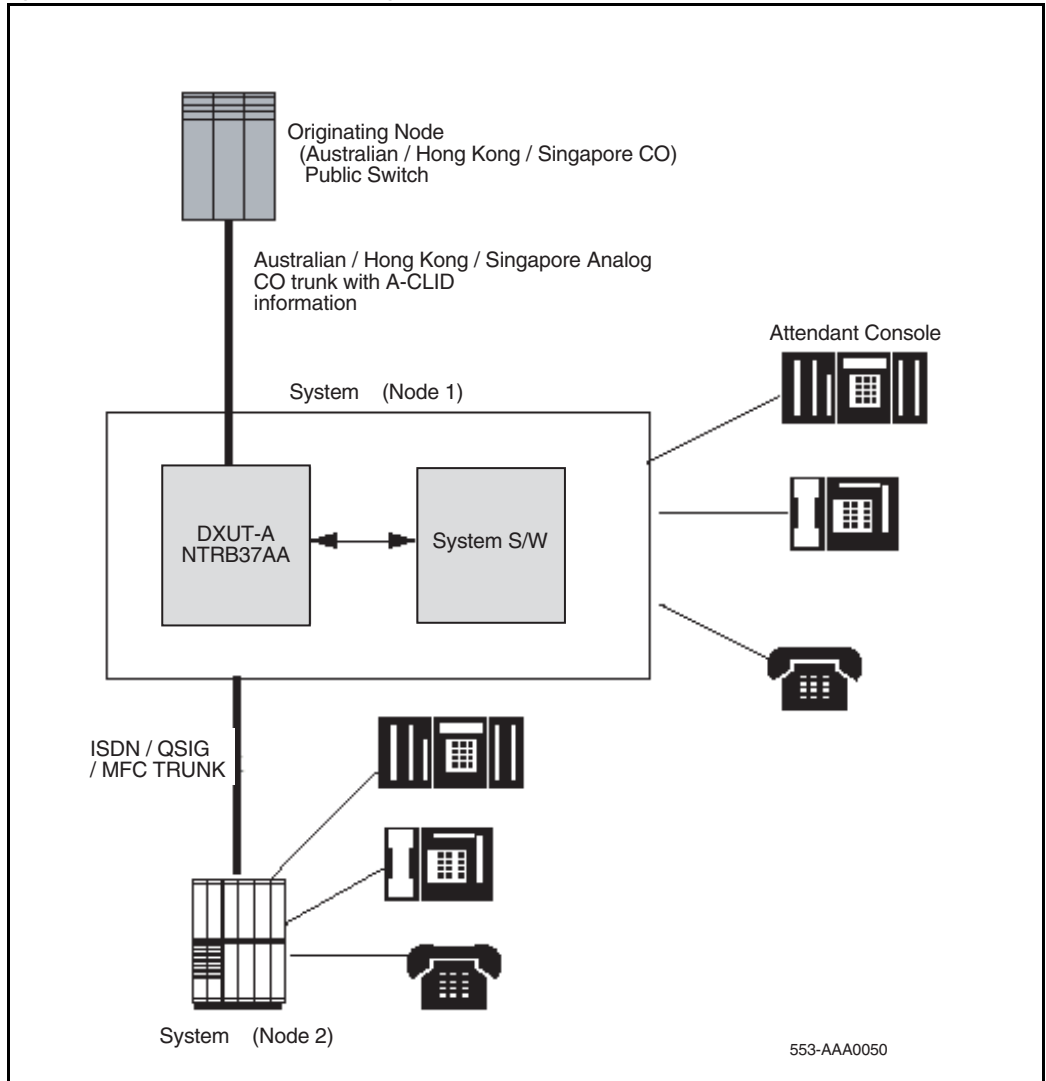 Originating Node
(Australian / Hong Kong / Singapore CO)
Public Switch
Australian / Hong Kong / Singapore Analog
CO trunk with A-CLID
information
Attendant Console
System (Node 1)
DXUT-A
NTRB37AA
System S/W
ISDN / QSIG
/ MFC TRUNK
System (Node 2)
553-AAA0050